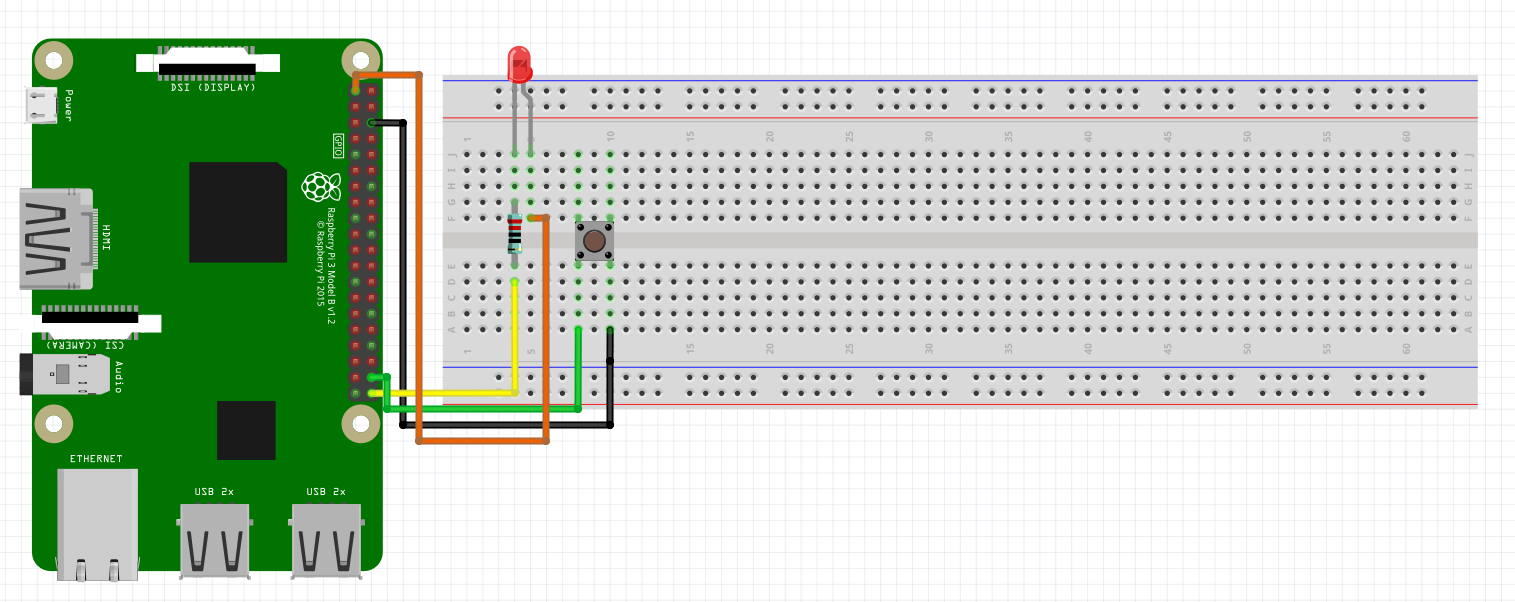 DSI (DISPLAY)
Power
GPIO
HDMI
Raspberry Pi 3 Model B v1.2
© Raspberry Pi 2015
CSI (CAMERA)
Audio
ETHERNET
USB 2x
USB 2x
1 5 10 15 20 25 30 35 40 45 50 55 60
J J
I I
H H
G G
F F
E E
D D
C C
B B
A A
1 5 15 20 25 30 35 40 45 50 55 60